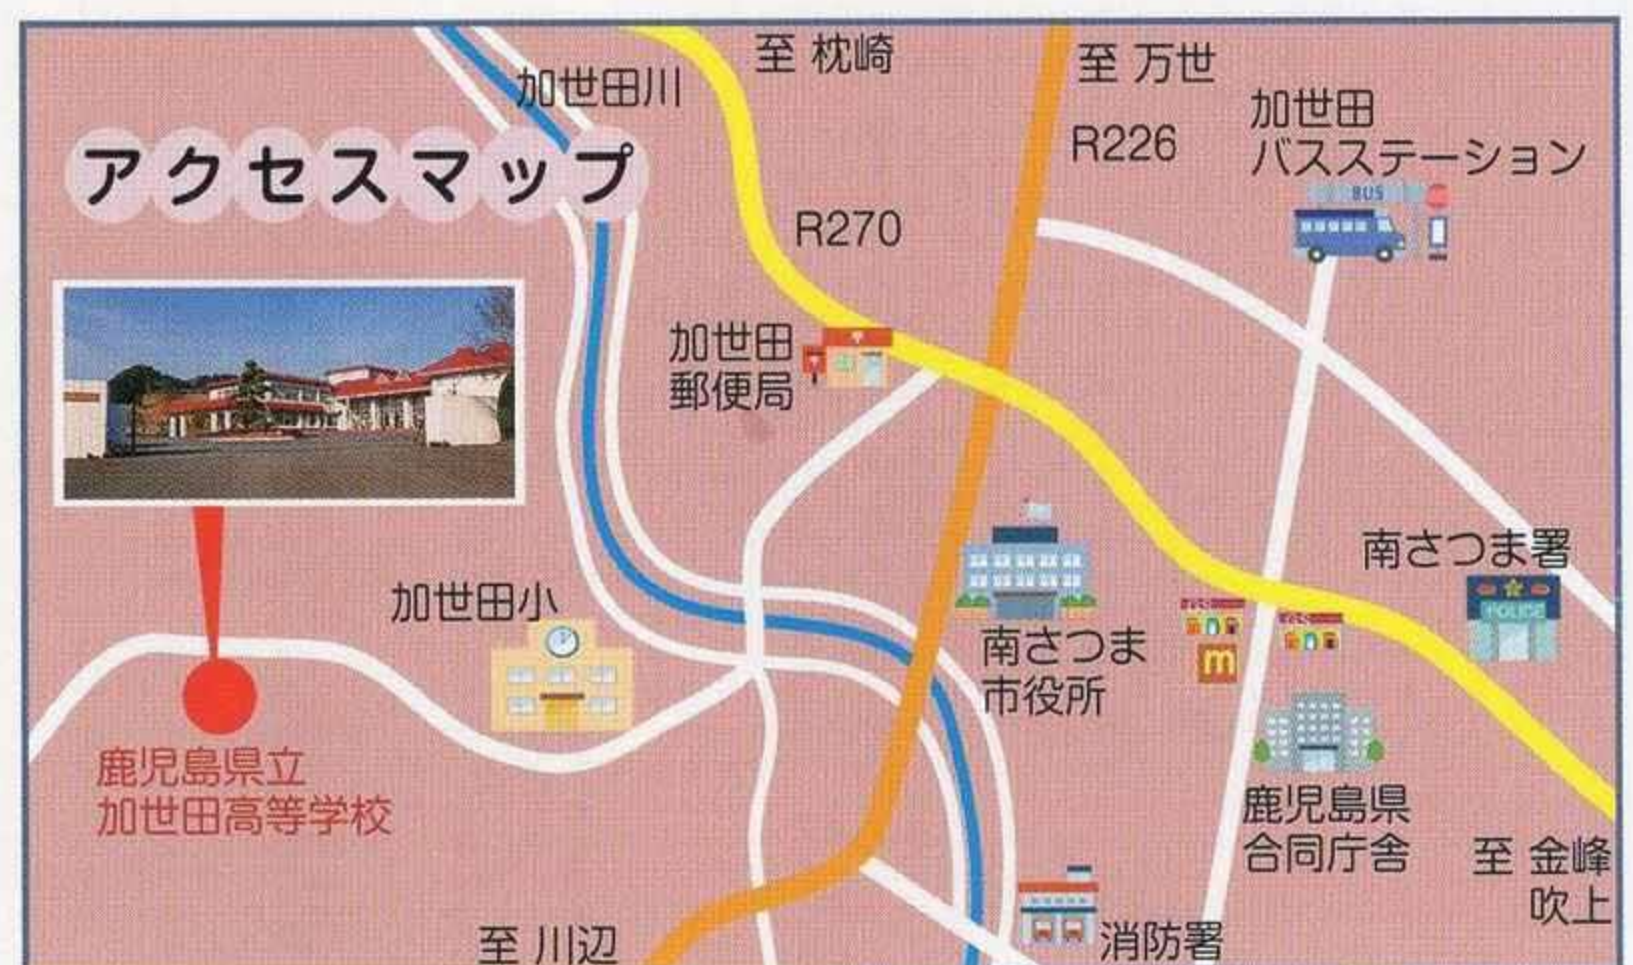 至 枕崎
至 万世
加世田川
R226
加世田
バスステーション
BUS
アクセスマップ
R270
加世田
郵便局
南さつま署
POLICE
加世田小
南さつま
市役所
m
鹿児島県立
加世田高等学校
鹿児島県
合同庁舎
至 金峰
吹上
至 川辺
消防署